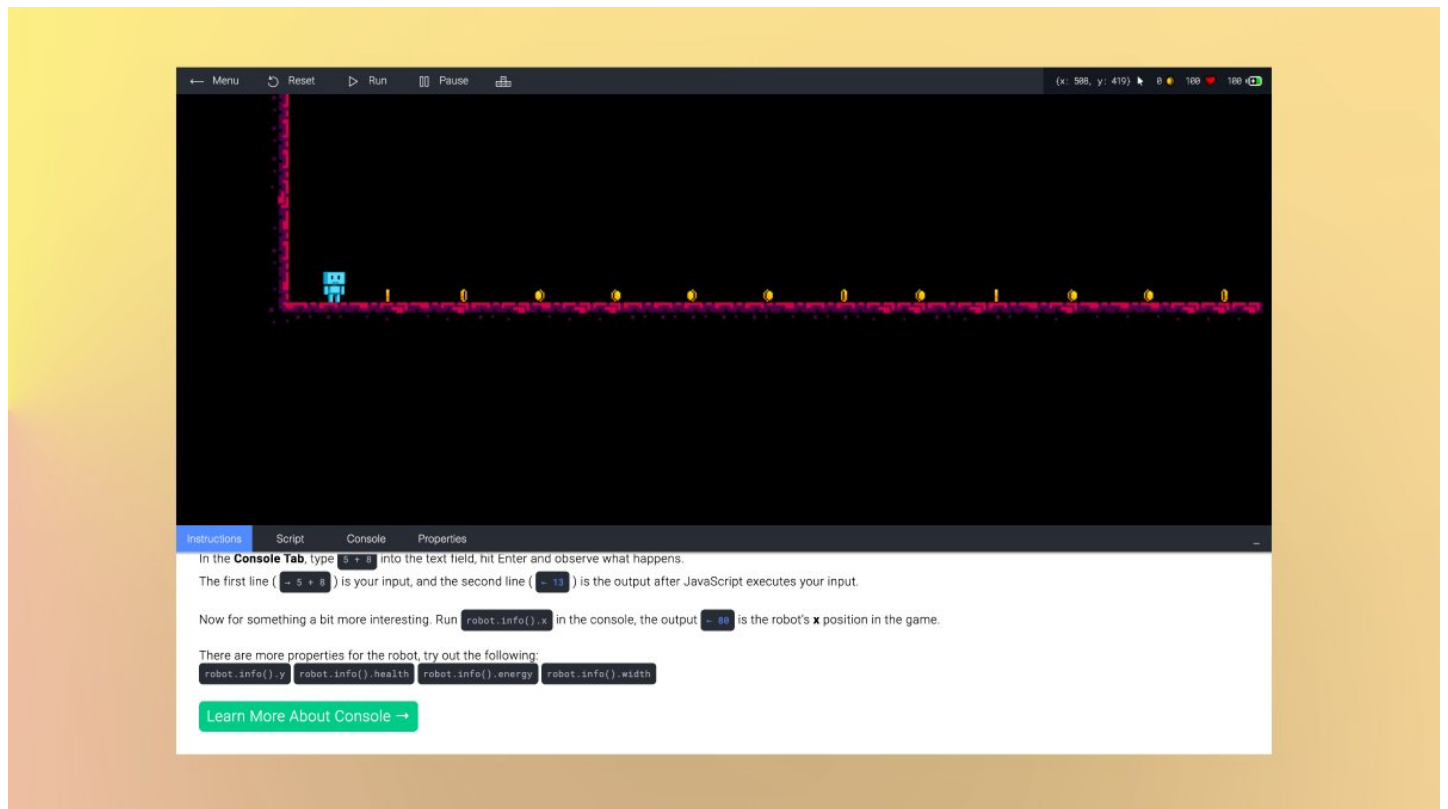 ← Menu Reset Run Pause {x: 508, y: 419} 0 100 100
Instructions Script Console Properties
In the Console Tab, type 5 + 8 into the text field, hit Enter and observe what happens.
The first line ( → 5 + 8 ) is your input, and the second line ( ← 13 ) is the output after JavaScript executes your input.
Now for something a bit more interesting. Run robot.info().x in the console, the output ← 80 is the robot's x position in the game.
There are more properties for the robot, try out the following:
robot.info().y robot.info().health robot.info().energy robot.info().width
Learn More About Console →